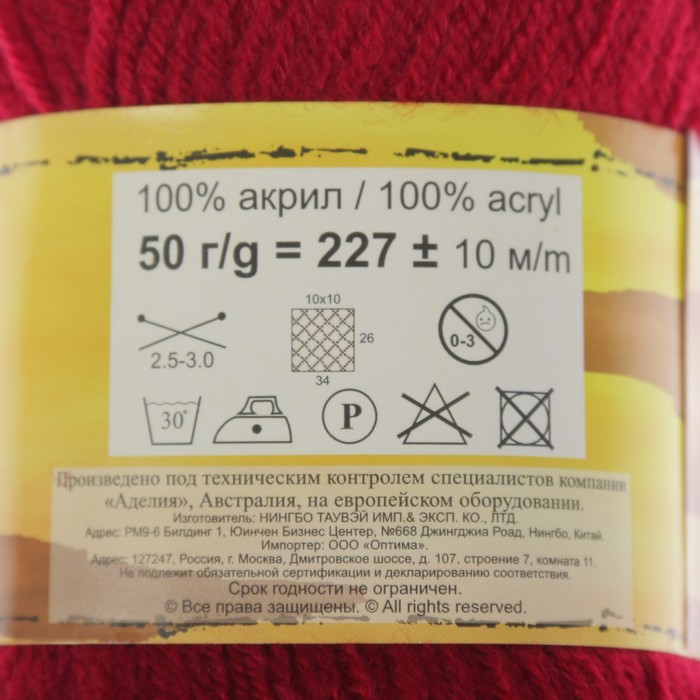 100% акрил / 100% acryl
50 г/g = 227 ± 10 м/m
10x10
26
34
2.5-3.0
0-3
30°
P
Произведено под техническим контролем специалистов компании
«Аделия», Австралия, на европейском оборудовании.
Изготовитель: НИНГБО ТАУВЭЙ ИМП.& ЭКСП. КО., ЛТД.
Адрес: РМ9-6 Билдинг 1, Юинчен Бизнес Центер, №668 Джингджиа Роад, Нингбо, Китай.
Импортер: ООО «Оптима».
Адрес: 127247, Россия, г. Москва, Дмитровское шоссе, д. 107, строение 7, комната 11.
Не подлежит обязательной сертификации и декларированию соответствия.
Срок годности не ограничен.
© Все права защищены. © All rights reserved.